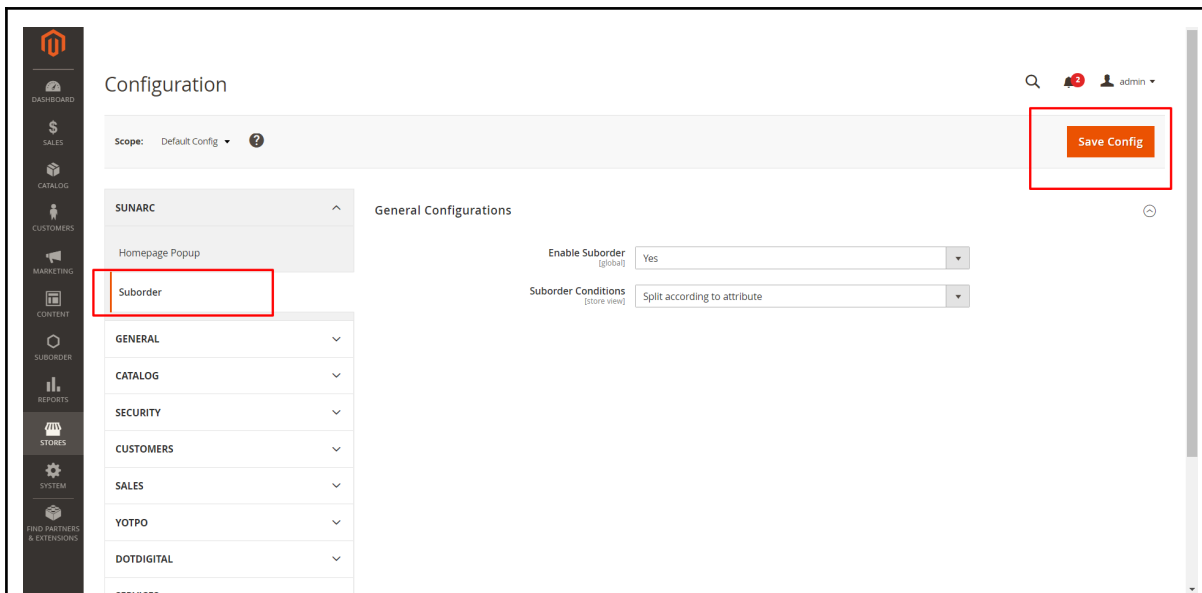 Configuration
2
admin
Scope: Default Config ?
Save Config
DASHBOARD
SALES
CATALOG
CUSTOMERS
MARKETING
CONTENT
SUBORDER
REPORTS
STORES
SYSTEM
FIND PARTNERS
& EXTENSIONS
SUNARC
Homepage Popup
Suborder
GENERAL
CATALOG
SECURITY
CUSTOMERS
SALES
YOTPO
DOTDIGITAL
SERVICES
General Configurations
Enable Suborder
[global]
Yes
Suborder Conditions
[store view]
Split according to attribute